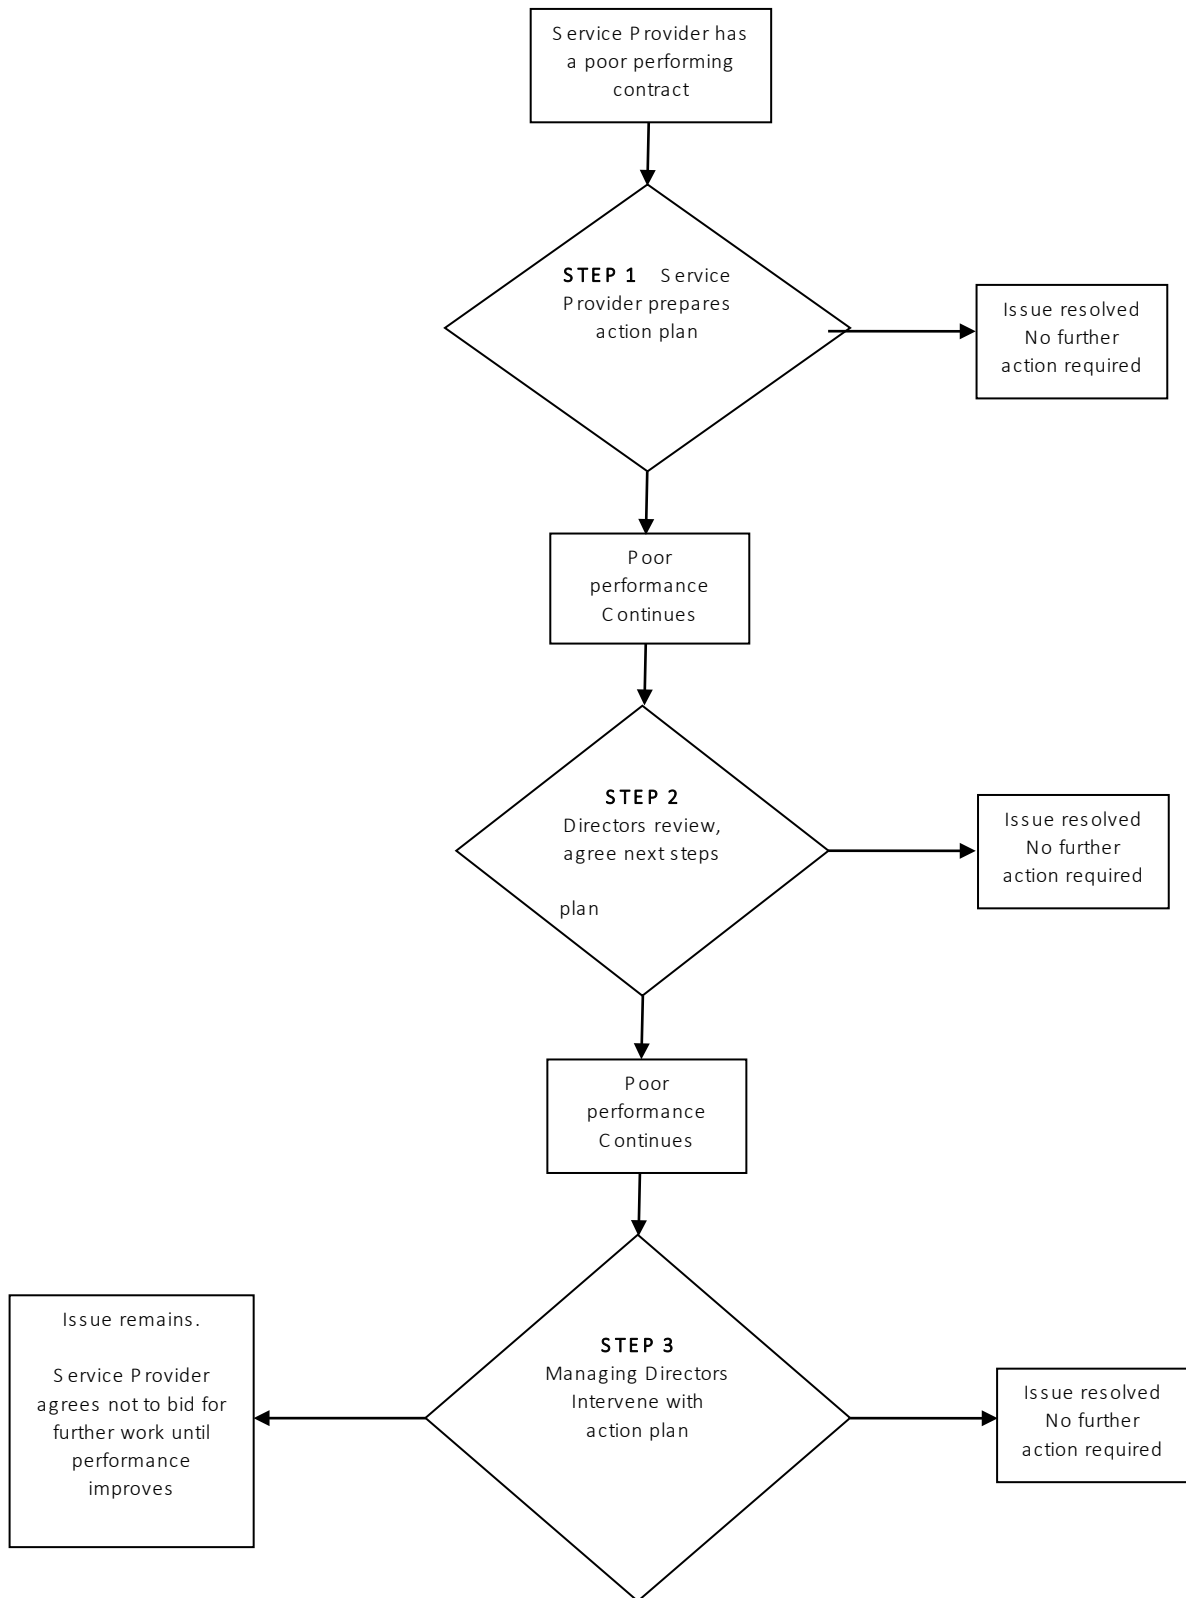 Service Provider has
a poor performing
contract
STEP 1 Service
Provider prepares
action plan
Issue resolved
No further
action required
Poor
performance
Continues
STEP 2
Directors review,
agree next steps
plan
Issue resolved
No further
action required
Poor
performance
Continues
STEP 3
Managing Directors
Intervene with
action plan
Issue remains.
Service Provider
agrees not to bid for
further work until
performance
improves
Issue resolved
No further
action required